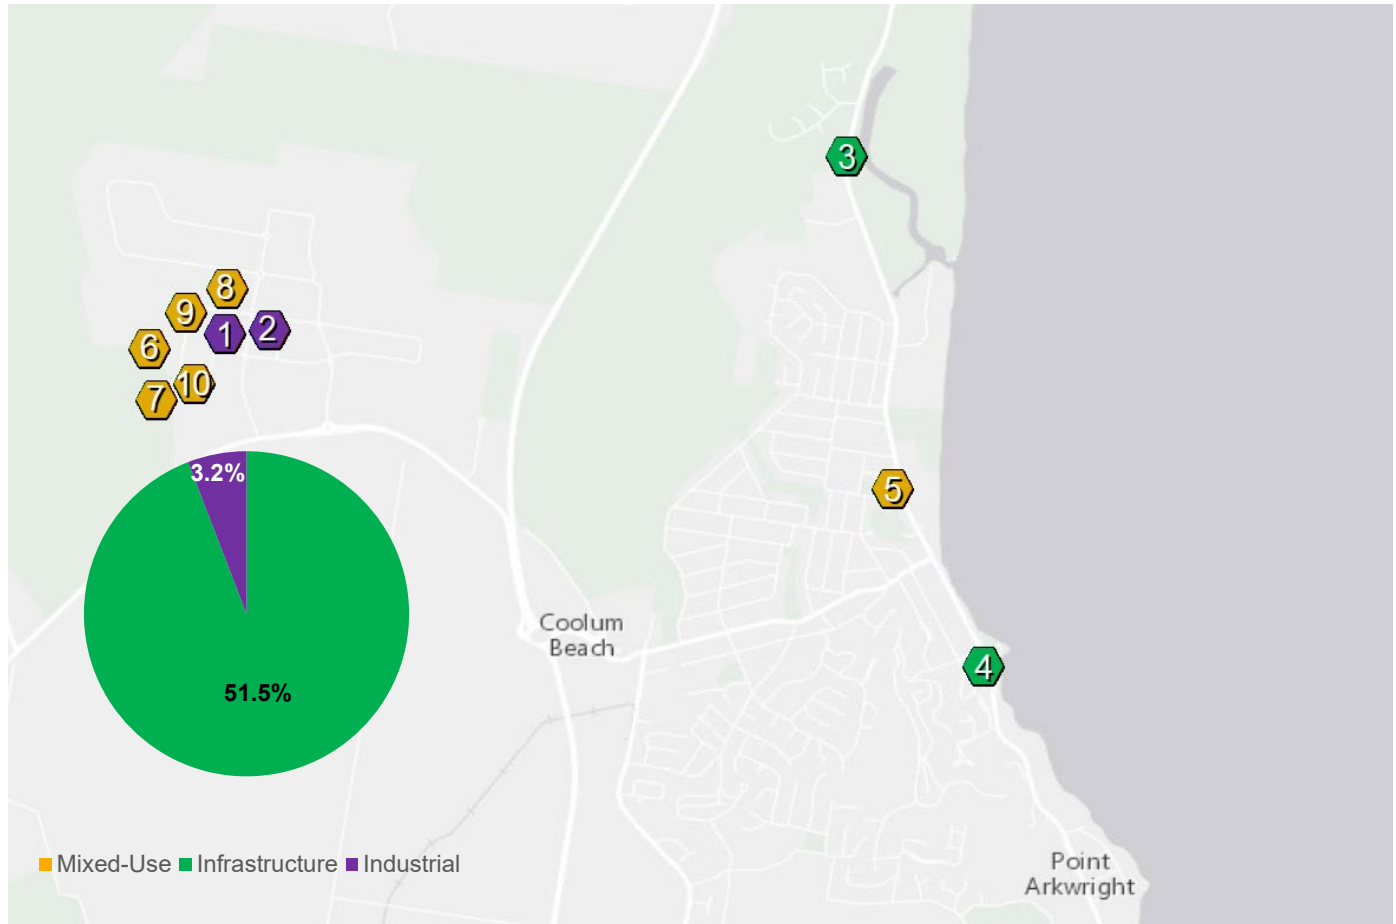 3
8
9
1
2
6
10
7
3.2%
5
Coolum
Beach
4
51.5%
Mixed-Use Infrastructure Industrial
Point
Arkwright